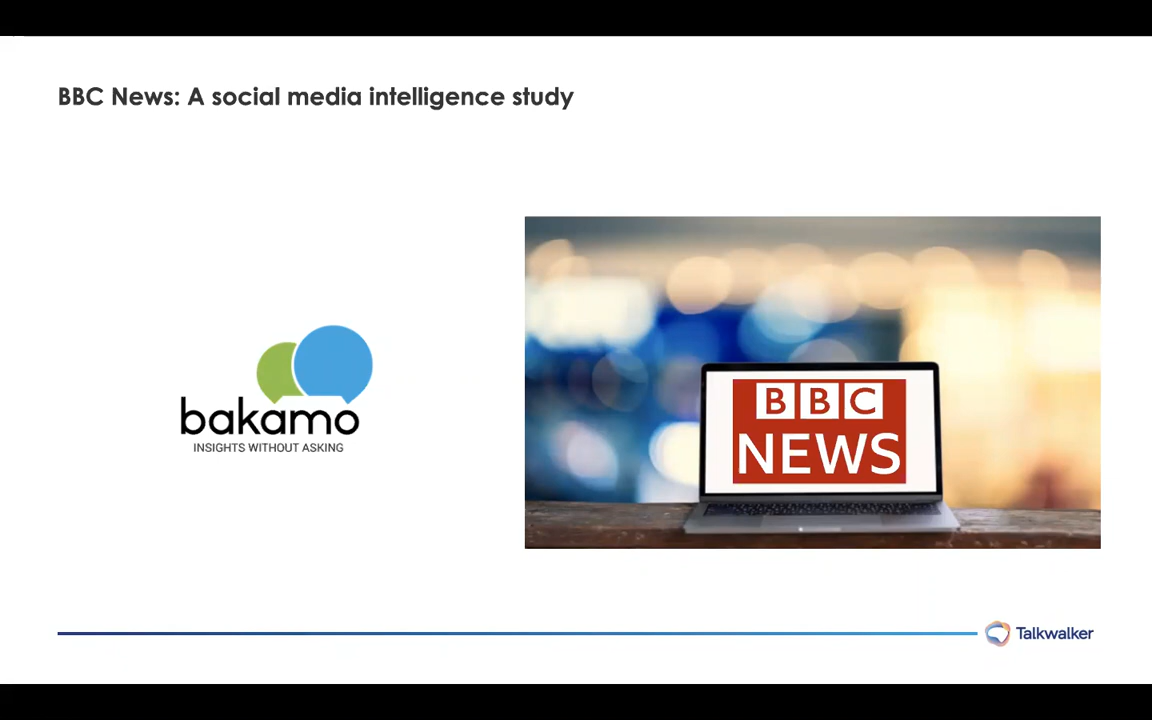 BBC News: A social media intelligence study
bakamo
INSIGHTS WITHOUT ASKING
BBC
NEWS
Talkwalker